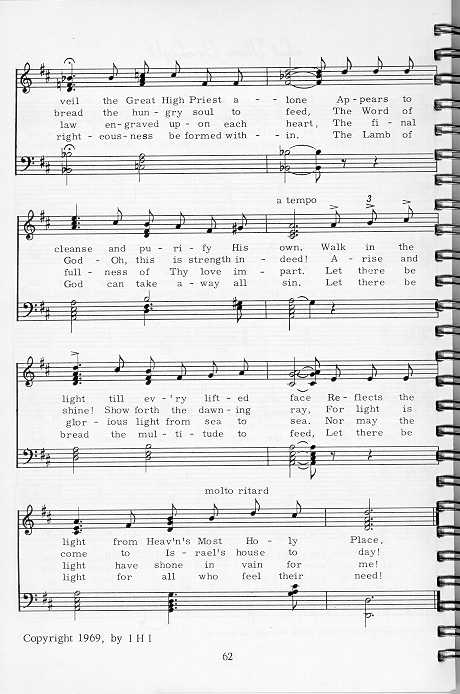 veil the Great High Priest a - - lone Ap - pears to
bread the hun - gry soul to feed, The Word of
law en - graved up - on each heart, The fi - nal
right - eous - ness be formed with - - in. The Lamb of
a tempo
3
cleanse and pu - ri - fy His own. Walk in the
God - Oh, this is strength in - deed! A - rise and
full - ness of Thy love im - part. Let there be
God can take a - way all sin. Let there be
light till ev - 'ry lift - ed face Re - flects the
shine! Show forth the dawn - ing ray, For light is
glor - ious light from sea to sea. Nor may the
bread the mul - ti - tude to feed, Let there be
molto ritard
light from Heav'n's Most Ho - ly Place.
come to Is - rael's house to day!
light have shone in vain for me!
light for all who feel their need!
Copyright 1969, by I H I
62